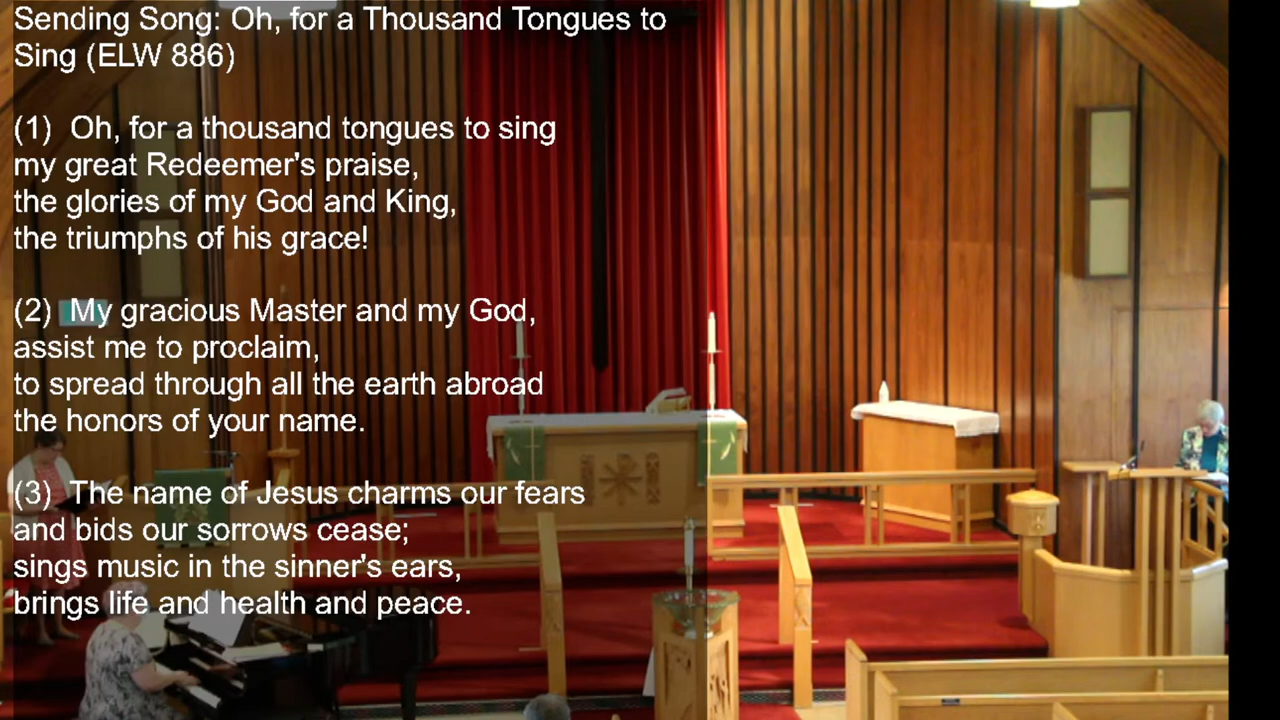 Sending Song: Oh, for a Thousand Tongues to
Sing (ELW 886)
(1) Oh, for a thousand tongues to sing
my great Redeemer's praise,
the glories of my God and King,
the triumphs of his grace!
(2) My gracious Master and my God,
assist me to proclaim,
to spread through all the earth abroad
the honors of your name.
(3) The name of Jesus charms our fears
and bids our sorrows cease;
sings music in the sinner's ears,
brings life and health and peace.